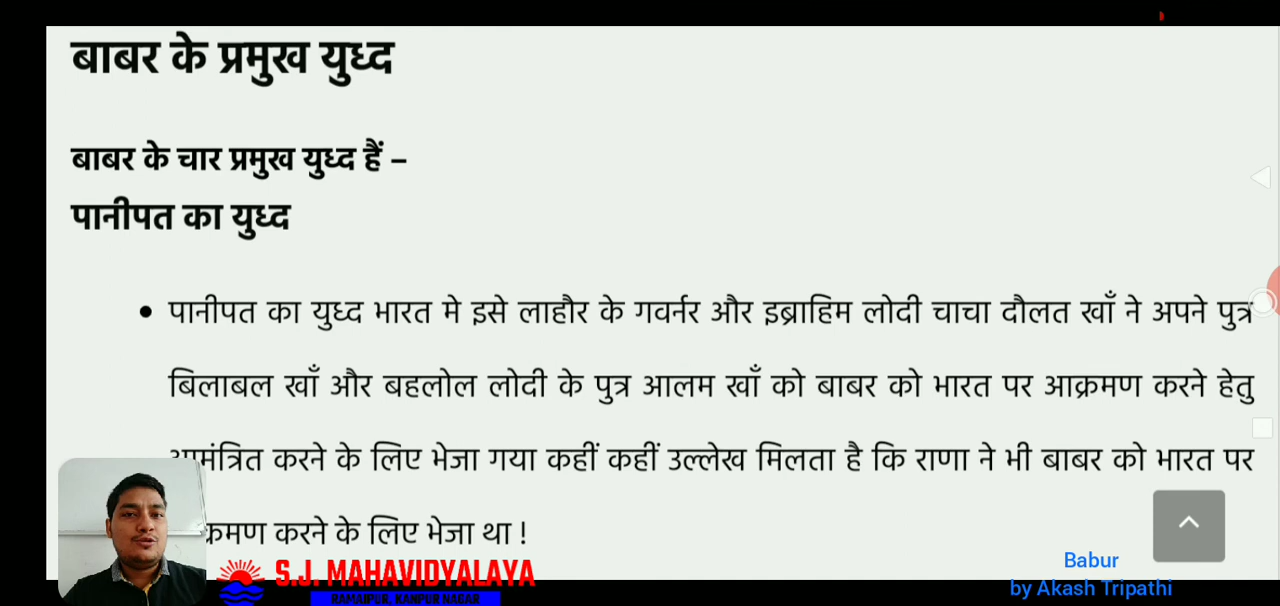 बाबर के प्रमुख युध्द
बाबर के चार प्रमुख युध्द हैं –
पानीपत का युध्द
• पानीपत का युध्द भारत मे इसे लाहौर के गवर्नर और इब्राहिम लोदी चाचा दौलत खाँ ने अपने पुत्र
बिलाबल खाँ और बहलोल लोदी के पुत्र आलम खाँ को बाबर को भारत पर आक्रमण करने हेतु
आमंत्रित करने के लिए भेजा गया कहीं कहीं उल्लेख मिलता है कि राणा ने भी बाबर को भारत पर
करने के लिए भेजा था !
S.J. MAHAVIDYALAYA
RAMAIPUR, KANPUR NAGAR
Babur
by Akash Tripathi